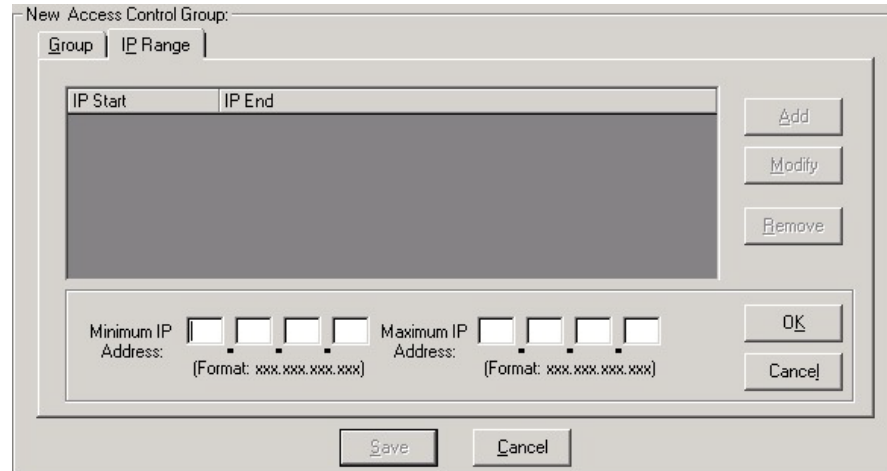 New Access Control Group:
Group
IP Range
IP Start
IP End
Add
Modify
Remove
Minimum IP
Address:
(Format: xxx.xxx.xxx.xxx)
Maximum IP
Address:
(Format: xxx.xxx.xxx.xxx)
OK
Cancel
Save
Cancel